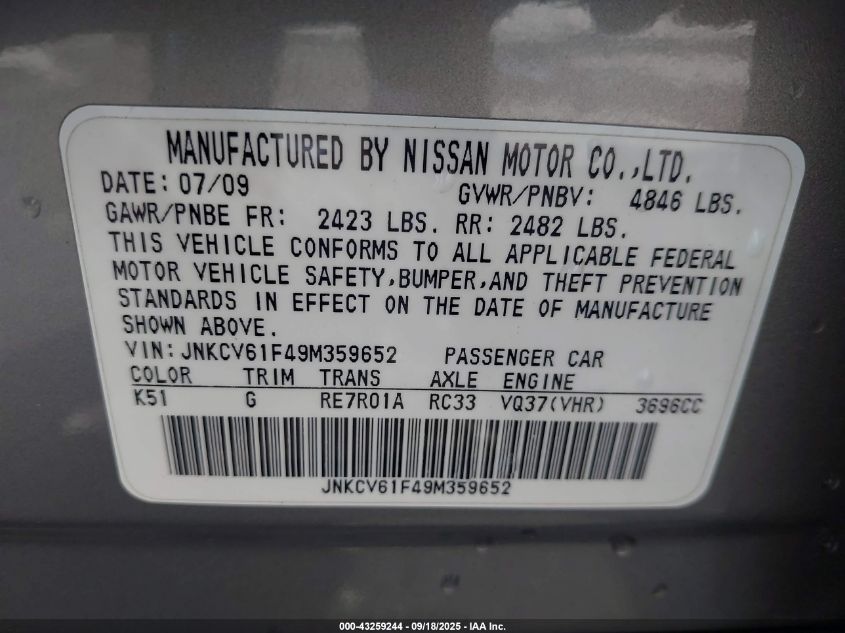 MANUFACTURED BY NISSAN MOTOR CO.,LTD.
DATE: 07/09 GVWR/PNBV: 4846 LBS.
GAWR/PNBE FR: 2423 LBS. RR: 2482 LBS.
THIS VEHICLE CONFORMS TO ALL APPLICABLE FEDERAL
MOTOR VEHICLE SAFETY,BUMPER,AND THEFT PREVENTION
STANDARDS IN EFFECT ON THE DATE OF MANUFACTURE
SHOWN ABOVE.
VIN: JNKCV61F49M359652 PASSENGER CAR
COLOR TRIM TRANS AXLE ENGINE
K51 G RE7R01A RC33 VQ37(VHR) 3696CC
JNKCV61F49M359652
000-43259244 - 09/18/2025 - IAA Inc.